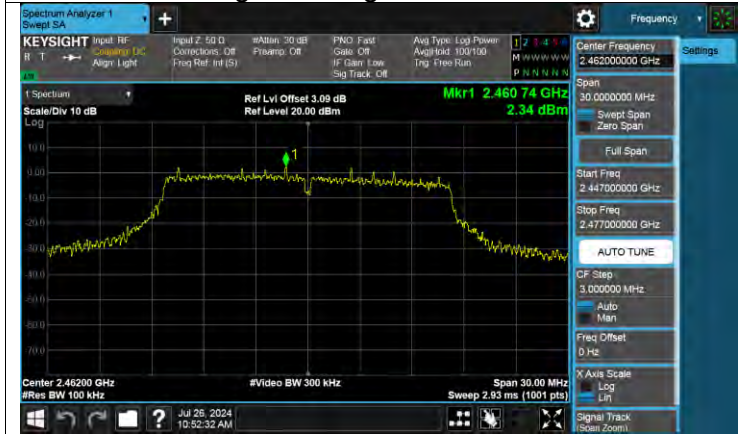 Spectrum Analyzer 1
Swept SA
+
Frequency
KEYSIGHT
R T
Input: RF
Coupling: DC
Align: Light
Input Z: 50 Ω
Corrections: Off
Freq Ref: Int (S)
#Atten: 30 dB
Preamp: Off
PNO: Fast
Gate: Off
IF Gain: Low
Sig Track: Off
Avg Type: Log-Power
Avg|Hold: 100/100
Trig: Free Run
1 2 3 4 5 6
M W W W W W
P N N N N N
1 Spectrum
Scale/Div 10 dB
Log
Ref Lvl Offset 3.09 dB
Ref Level 20.00 dBm
Mkr1 2.460 74 GHz
2.34 dBm
10.0
0.00
-10.0
-20.0
-30.0
-40.0
-50.0
-60.0
-70.0
1
Center 2.46200 GHz
#Res BW 100 kHz
#Video BW 300 kHz
Span 30.00 MHz
Sweep 2.93 ms (1001 pts)
Jul 26, 2024
10:52:32 AM
?
Settings
Center Frequency
2.462000000 GHz
Span
30.0000000 MHz
Swept Span
Zero Span
Full Span
Start Freq
2.447000000 GHz
Stop Freq
2.477000000 GHz
AUTO TUNE
CF Step
3.000000 MHz
Auto
Man
Freq Offset
0 Hz
X Axis Scale
Log
Lin
Signal Track
(Span Zoom)